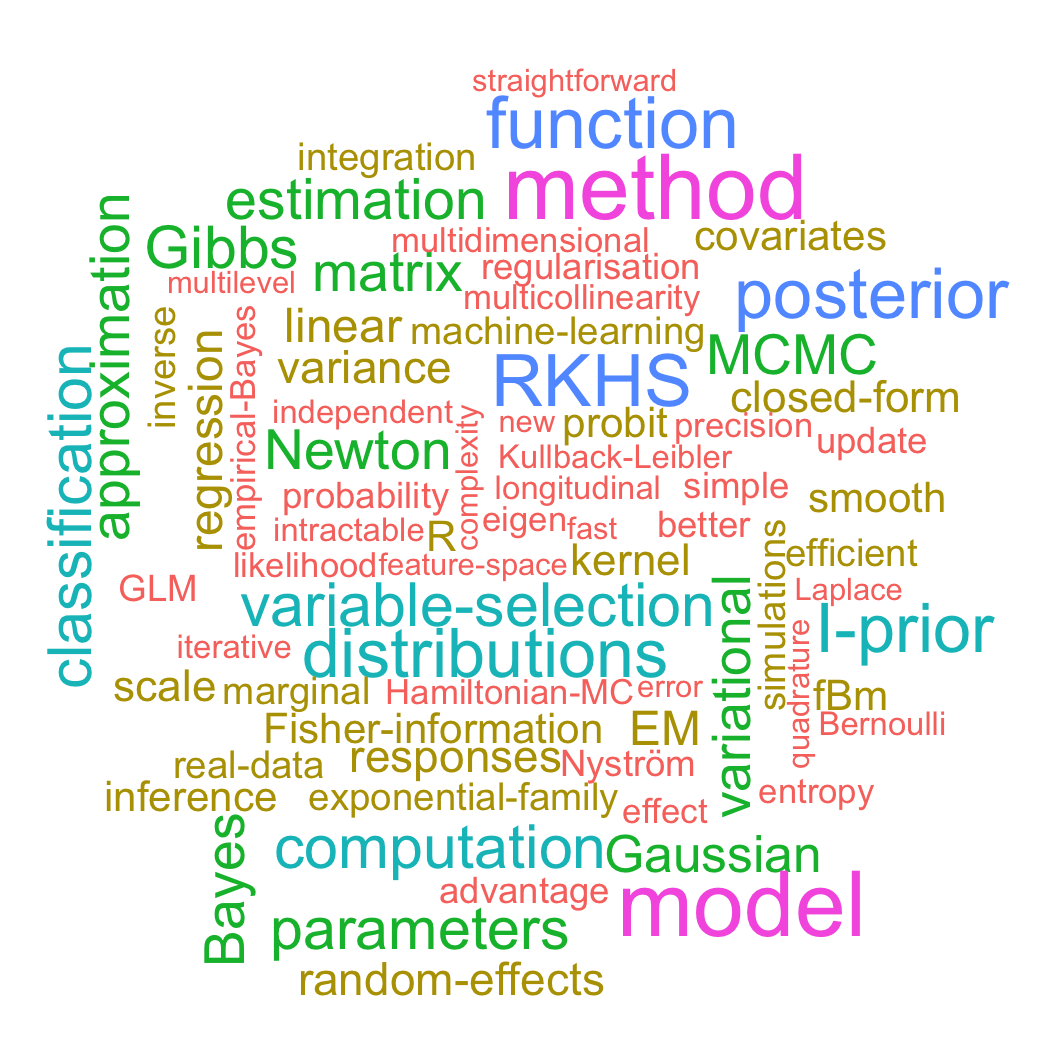 straightforward
function
integration
method
estimation
covariates
Gibbs
multidimensional
matrix
regularisation
multilevel
multicollinearity
posterior
approximation
inverse
empirical-Bayes
linear
machine-learning
MCMC
variance
RKHS
closed-form
classification
regression
independent
complexity
new
probit
precision
update
Newton
Kullback-Leibler
probability
longitudinal
simple
smooth
intractable
R
eigen
fast
better
likelihood
feature-space
kernel
simulations
efficient
GLM
variable-selection
variational
Laplace
I-prior
iterative
distributions
quadrature
scale
marginal
Hamiltonian-MC
error
fBm
Fisher-information
EM
Bernoulli
real-data
responses
Nyström
inference
exponential-family
effect
entropy
Bayes
computation
Gaussian
advantage
model
parameters
random-effects